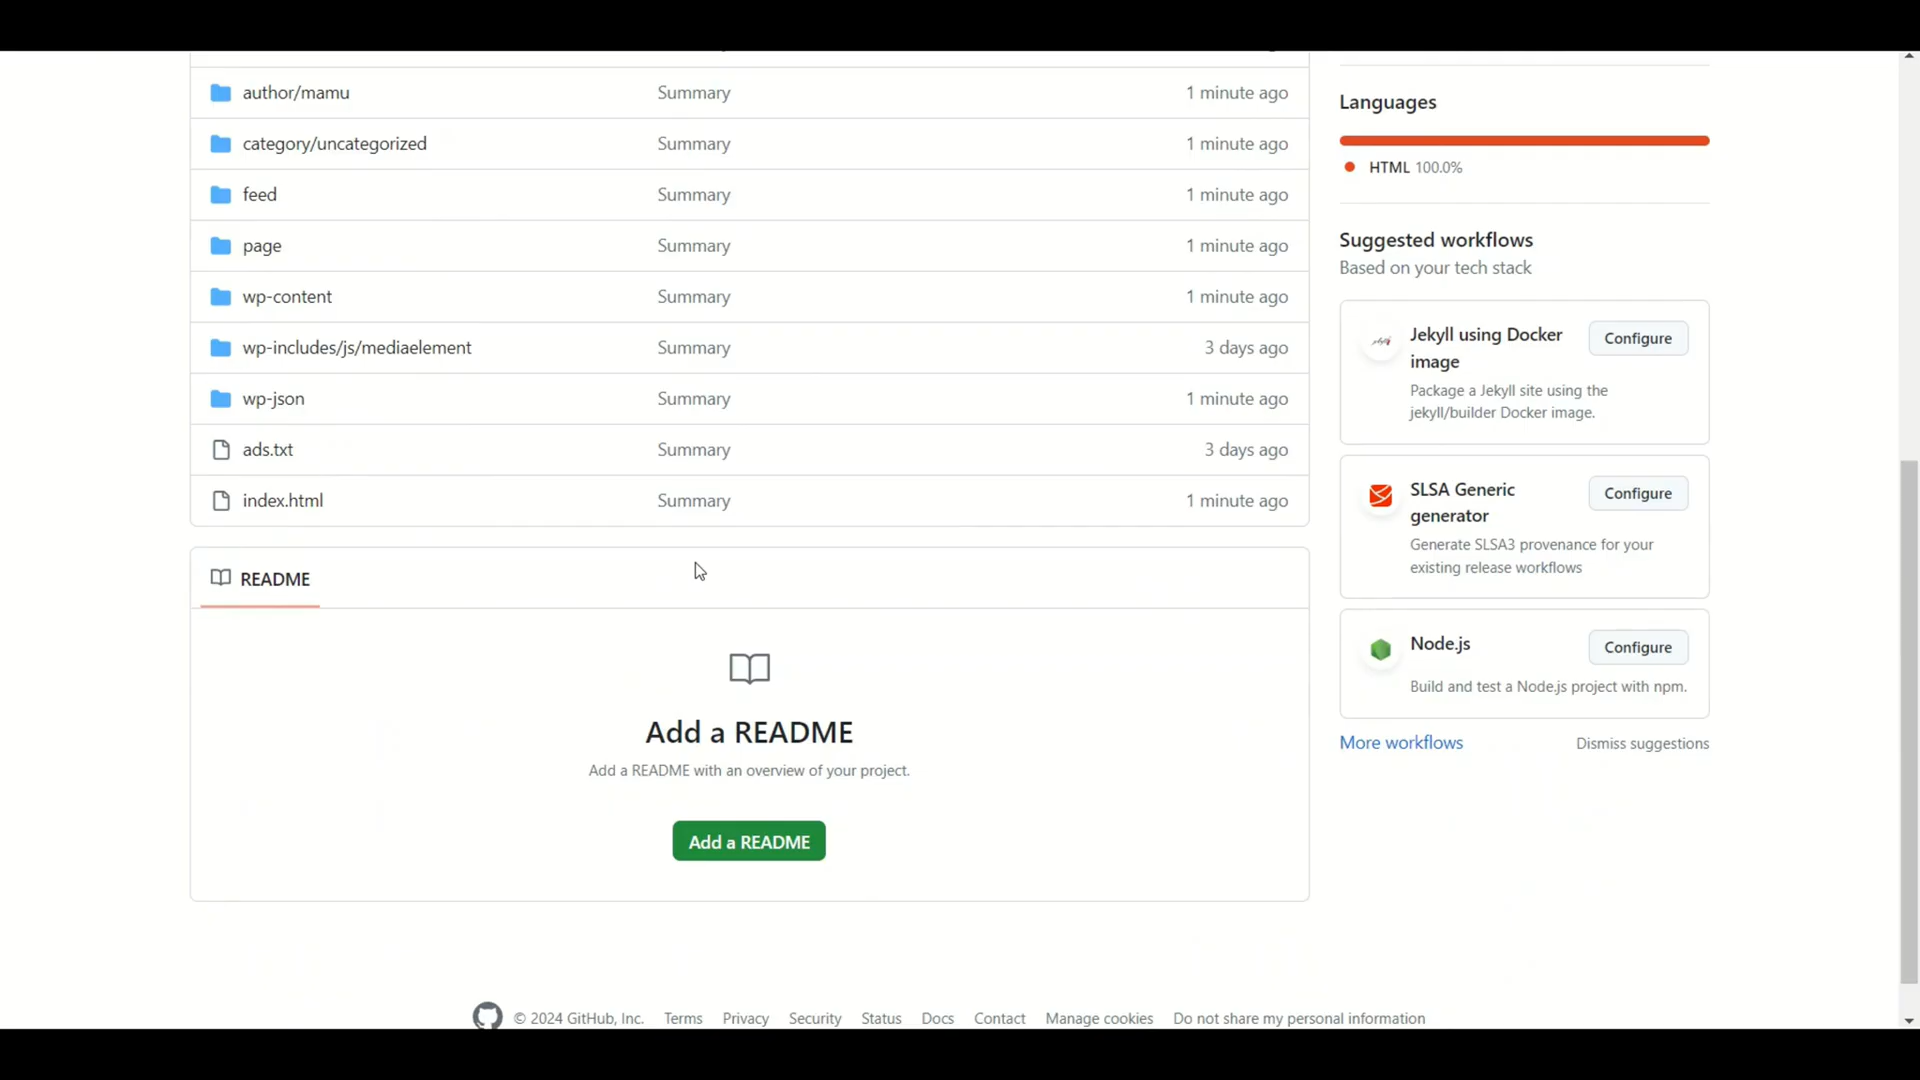 author/mamu Summary 1 minute ago
category/uncategorized Summary 1 minute ago
feed Summary 1 minute ago
page Summary 1 minute ago
wp-content Summary 1 minute ago
wp-includes/js/mediaelement Summary 3 days ago
wp-json Summary 1 minute ago
ads.txt Summary 3 days ago
index.html Summary 1 minute ago
README
Add a README
Add a README with an overview of your project.
Add a README
Languages
HTML 100.0%
Suggested workflows
Based on your tech stack
Jekyll using Docker
image
Configure
Package a Jekyll site using the
jekyll/builder Docker image.
SLSA Generic
generator
Configure
Generate SLSA3 provenance for your
existing release workflows
Node.js
Configure
Build and test a Node.js project with npm.
More workflows Dismiss suggestions
© 2024 GitHub, Inc. Terms Privacy Security Status Docs Contact Manage cookies Do not share my personal information